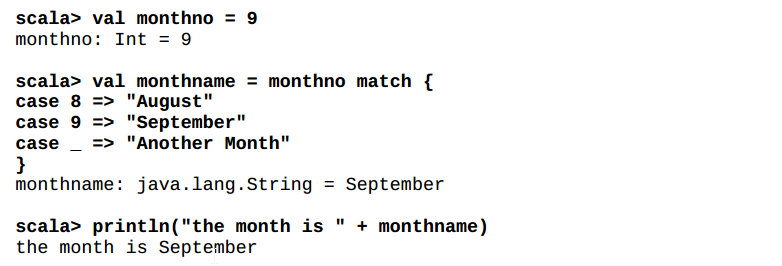 scala> val monthno = 9
monthno: Int = 9
scala> val monthname = monthno match {
case 8 => "August"
case 9 => "September"
case _ => "Another Month"
}
monthname: java.lang.String = September
scala> println("the month is " + monthname)
the month is September